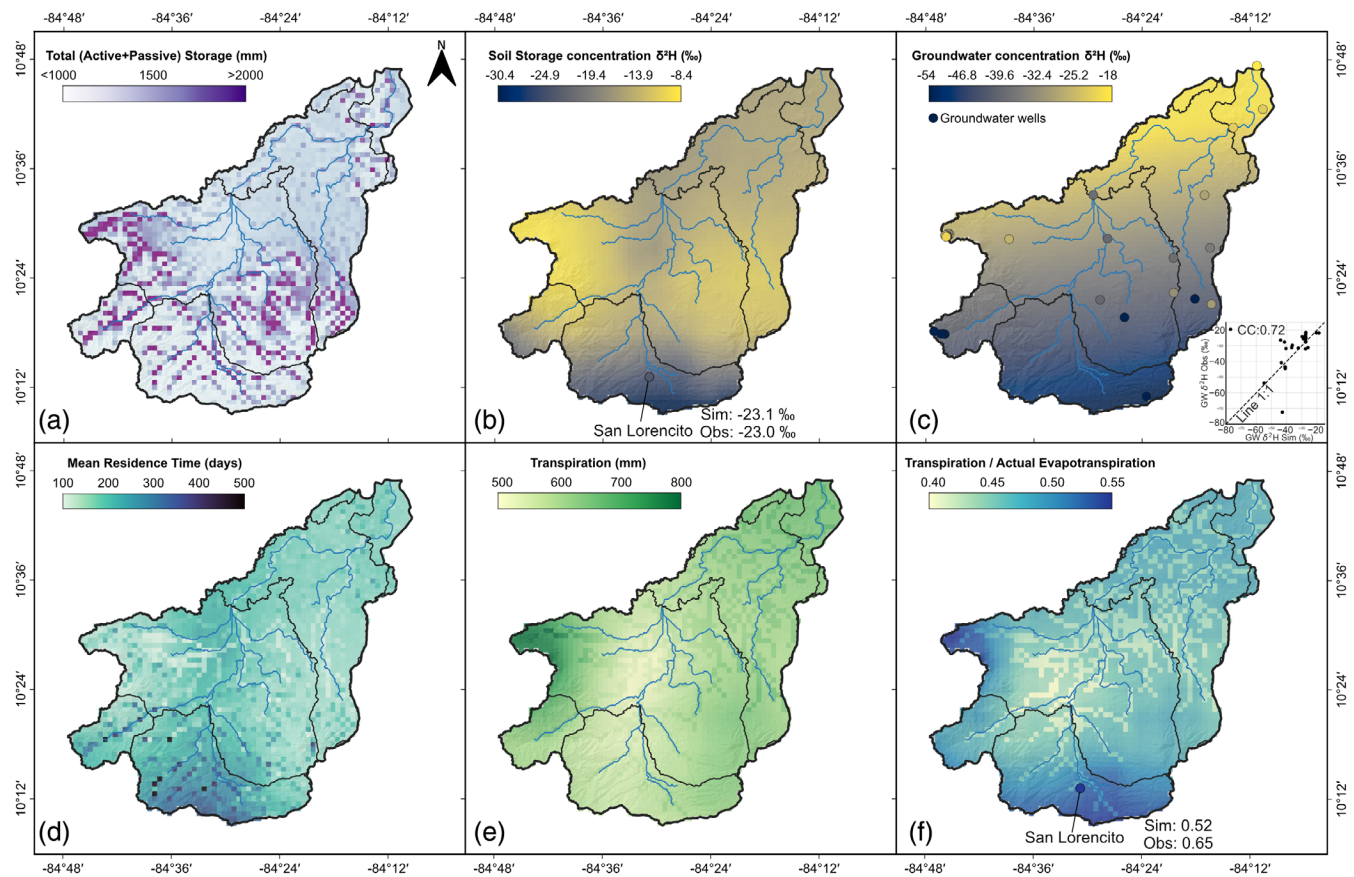 -84°48′ -84°36′ -84°24′ -84°12′ -84°48′ -84°36′ -84°24′ -84°12′ -84°48′ -84°36′ -84°24′ -84°12′
Total (Active+Passive) Storage (mm)
<1000 1500 >2000
N
10°48′
10°36′
10°24′
10°12′
(a)
Soil Storage concentration δ²H (‰)
-30.4 -24.9 -19.4 -13.9 -8.4
San Lorencito
Sim: -23.1 ‰
Obs: -23.0 ‰
(b)
Groundwater concentration δ²H (‰)
-54 -46.8 -39.6 -32.4 -25.2 -18
Groundwater wells
10°48′
10°36′
10°24′
10°12′
(c)
CC:0.72
Line 1:1
GW δ²H Obs (‰)
-20
-40
-60
-80
-80 -60 -40 -20
GW δ²H Sim (‰)
Mean Residence Time (days)
100 200 300 400 500
10°48′
10°36′
10°24′
10°12′
(d)
Transpiration (mm)
500 600 700 800
(e)
Transpiration / Actual Evapotranspiration
0.40 0.45 0.50 0.55
San Lorencito
Sim: 0.52
Obs: 0.65
10°48′
10°36′
10°24′
10°12′
(f)
-84°48′ -84°36′ -84°24′ -84°12′ -84°48′ -84°36′ -84°24′ -84°12′ -84°48′ -84°36′ -84°24′ -84°12′